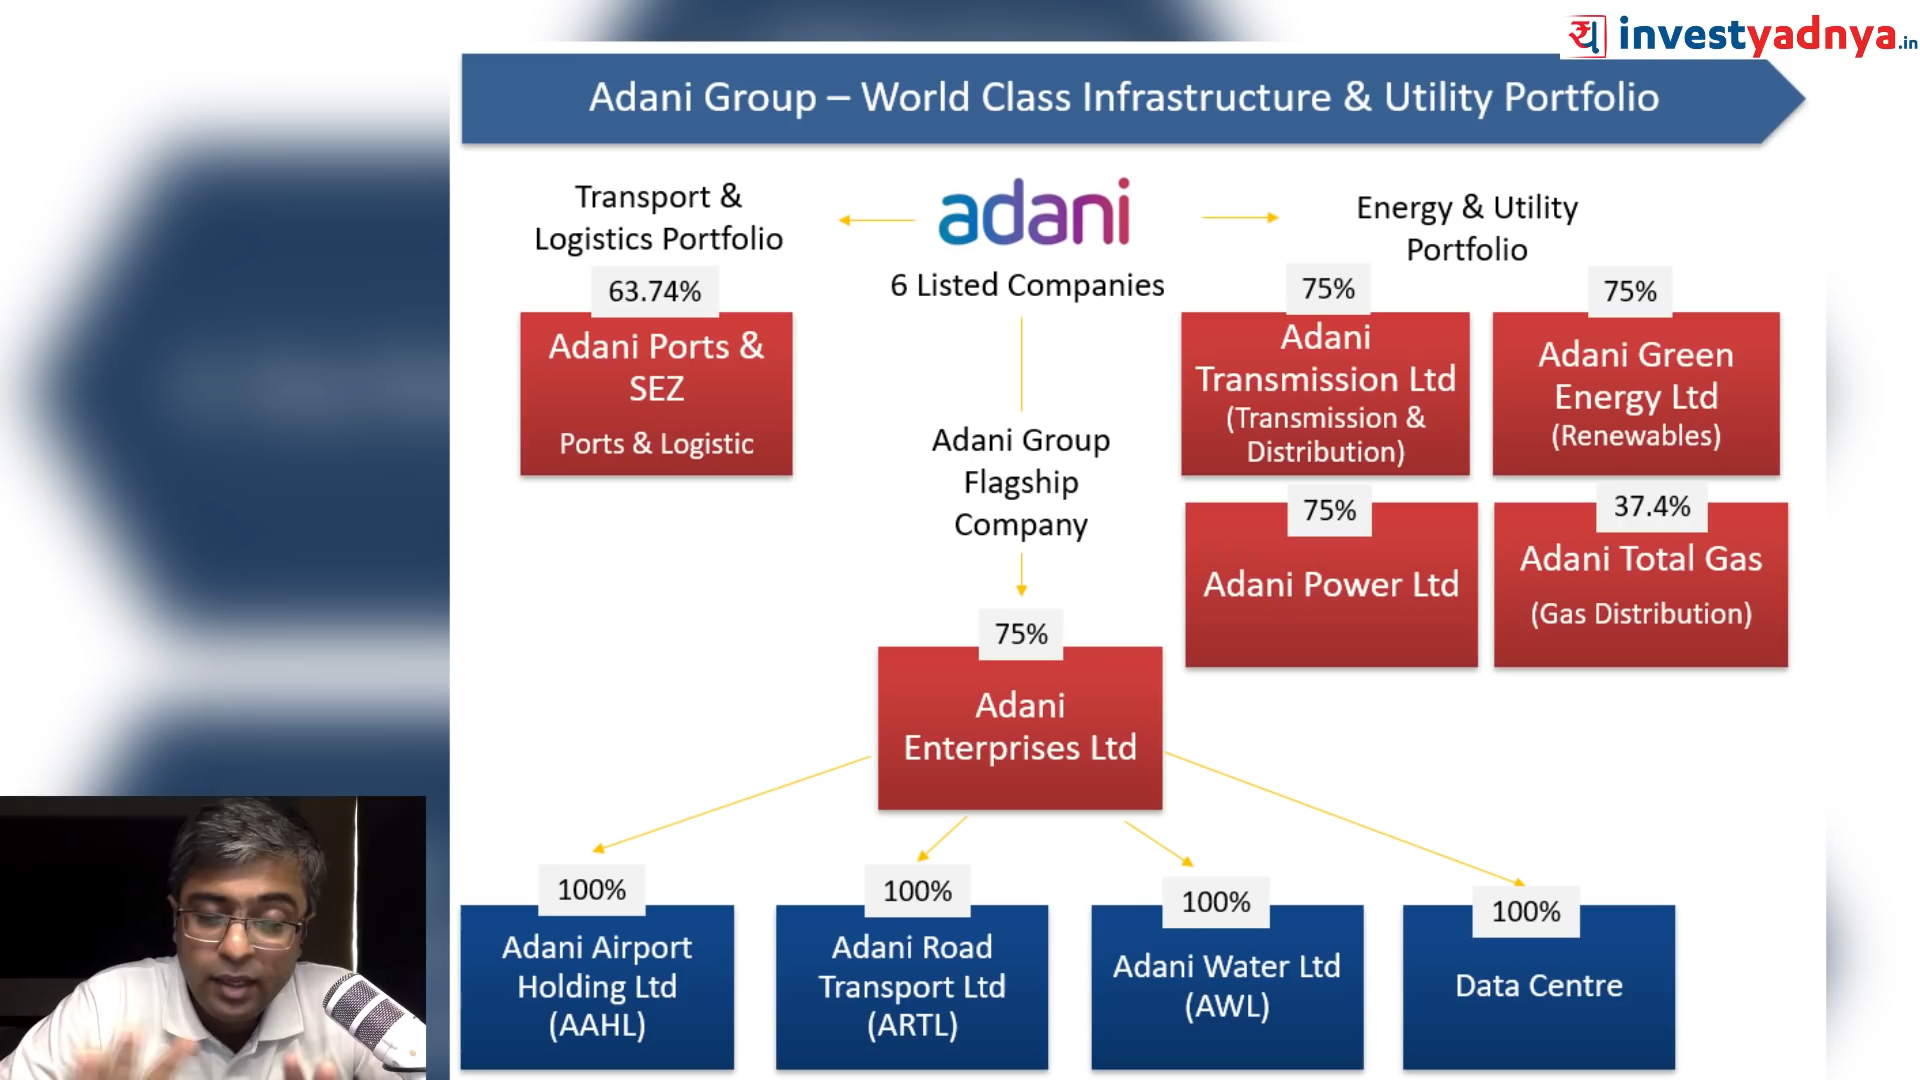 investyadnya.in
Adani Group – World Class Infrastructure & Utility Portfolio
Transport &
Logistics Portfolio
adani
6 Listed Companies
Energy & Utility
Portfolio
63.74%
Adani Ports &
SEZ
Ports & Logistic
75%
Adani
Transmission Ltd
(Transmission &
Distribution)
75%
Adani Green
Energy Ltd
(Renewables)
Adani Group
Flagship
Company
75%
Adani Power Ltd
37.4%
Adani Total Gas
(Gas Distribution)
75%
Adani
Enterprises Ltd
100%
Adani Airport
Holding Ltd
(AAHL)
100%
Adani Road
Transport Ltd
(ARTL)
100%
Adani Water Ltd
(AWL)
100%
Data Centre